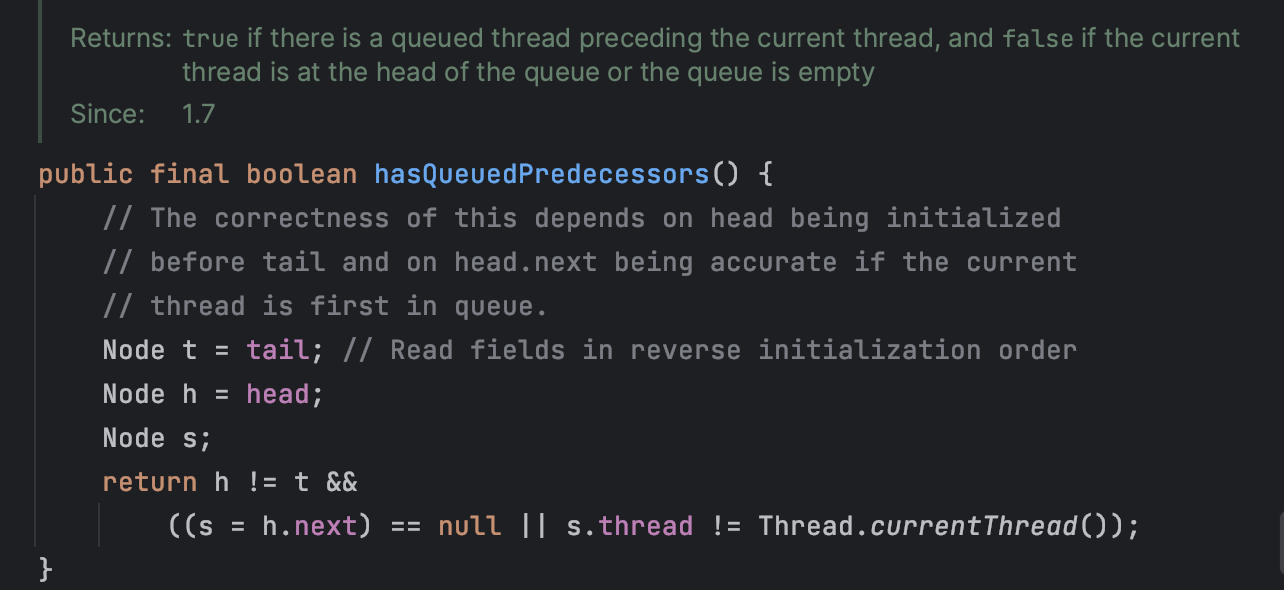 Returns: true if there is a queued thread preceding the current thread, and false if the current
thread is at the head of the queue or the queue is empty
Since: 1.7
public final boolean hasQueuedPredecessors() {
// The correctness of this depends on head being initialized
// before tail and on head.next being accurate if the current
// thread is first in queue.
Node t = tail; // Read fields in reverse initialization order
Node h = head;
Node s;
return h != t &&
((s = h.next) == null || s.thread != Thread.currentThread());
}